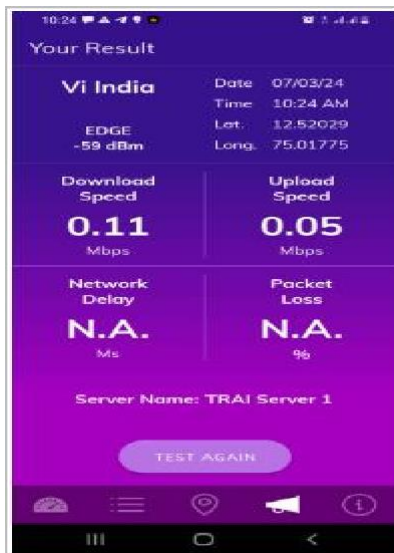 10:24
Your Result
Vi India
EDGE
-59 dBm
Date 07/03/24
Time 10:24 AM
Lat. 12.52029
Long. 75.01775
Download
Speed
0.11
Mbps
Upload
Speed
0.05
Mbps
Network
Delay
N.A.
Ms
Packet
Loss
N.A.
%
Server Name: TRAI Server 1
TEST AGAIN